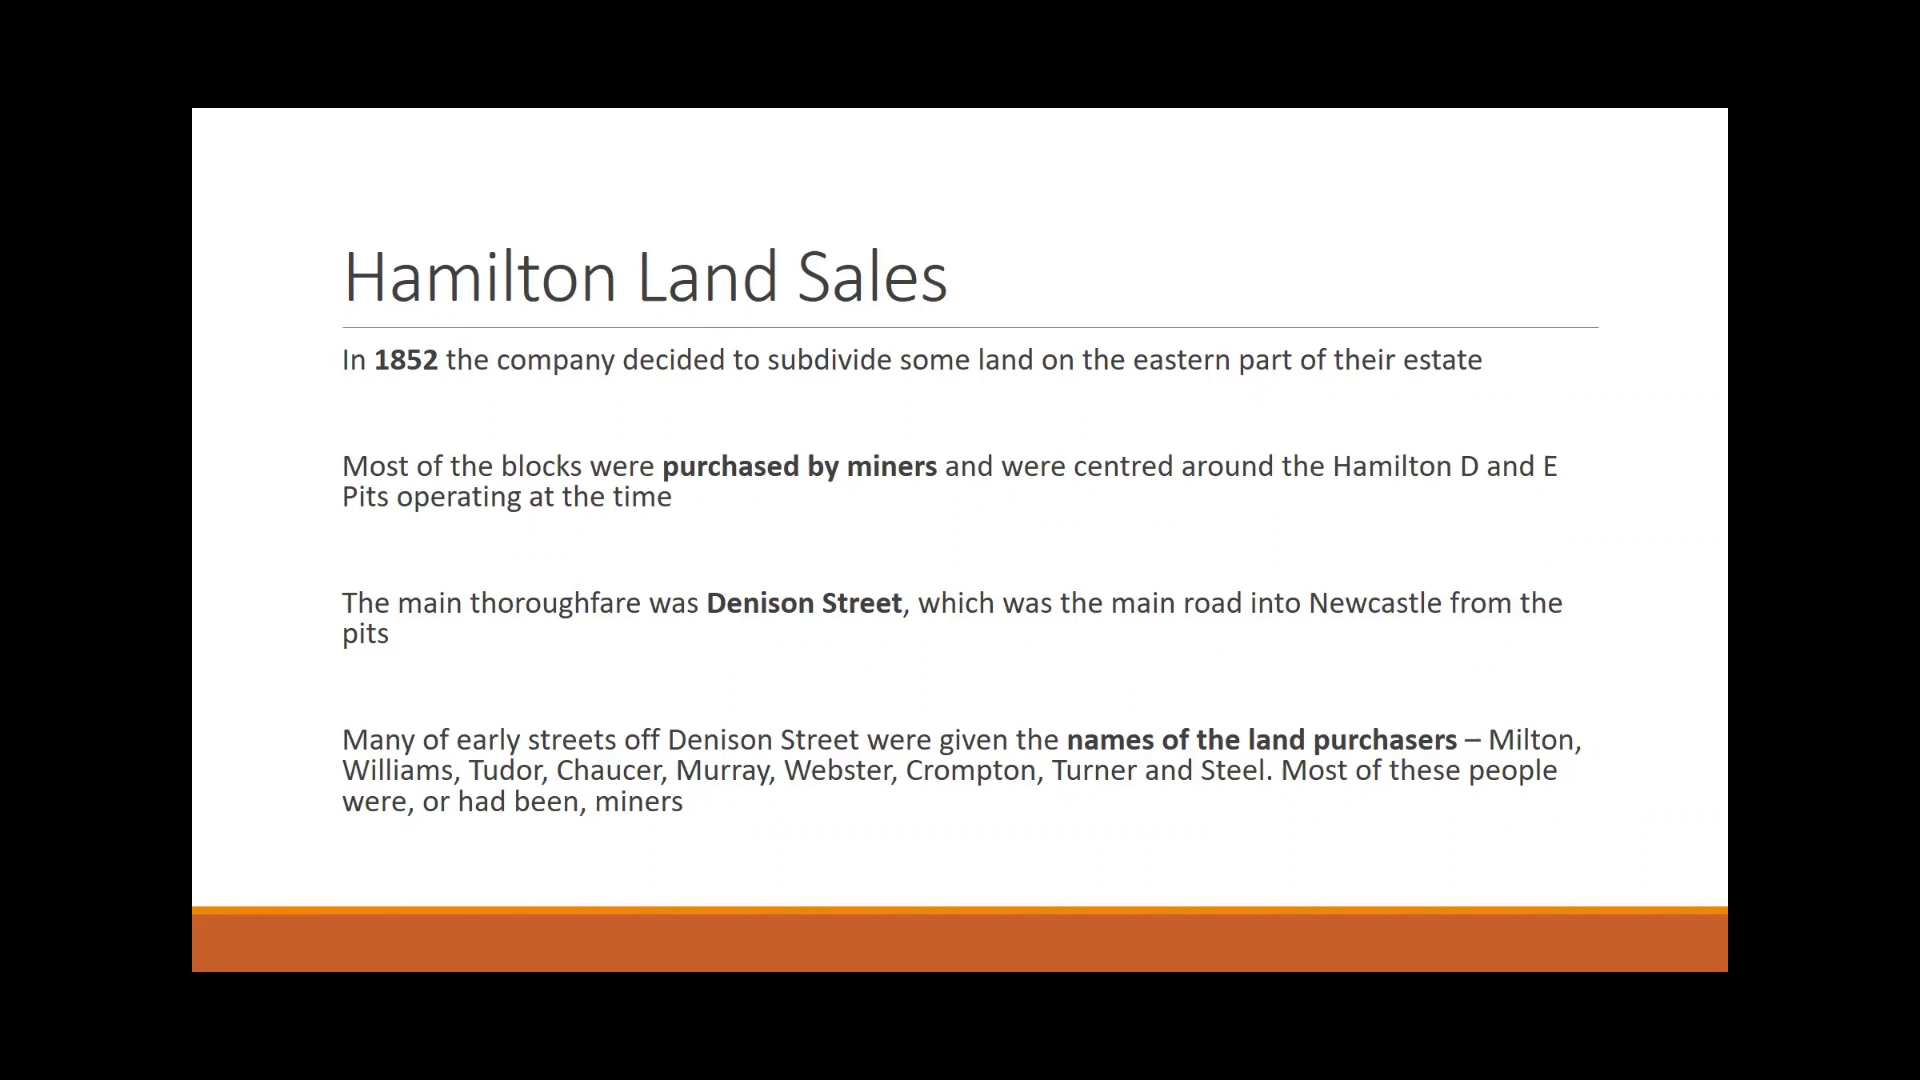 Hamilton Land Sales
In 1852 the company decided to subdivide some land on the eastern part of their estate
Most of the blocks were purchased by miners and were centred around the Hamilton D and E
Pits operating at the time
The main thoroughfare was Denison Street, which was the main road into Newcastle from the
pits
Many of early streets off Denison Street were given the names of the land purchasers – Milton,
Williams, Tudor, Chaucer, Murray, Webster, Crompton, Turner and Steel. Most of these people
were, or had been, miners